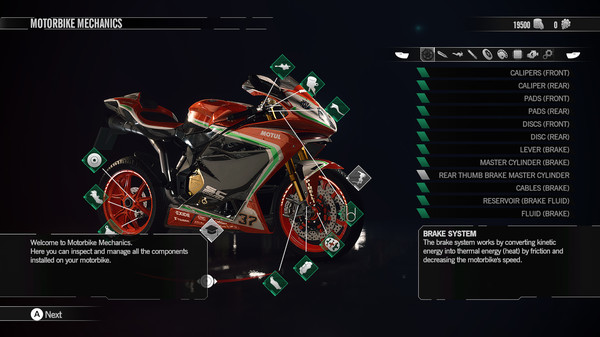 MOTORBIKE MECHANICS
19500
0
CALIPERS (FRONT)
CALIPER (REAR)
PADS (FRONT)
PADS (REAR)
DISCS (FRONT)
DISC (REAR)
LEVER (BRAKE)
MASTER CYLINDER (BRAKE)
REAR THUMB BRAKE MASTER CYLINDER
CABLES (BRAKE)
RESERVOIR (BRAKE FLUID)
FLUID (BRAKE)
MOTUL
EXIDE
37
Welcome to Motorbike Mechanics.
Here you can inspect and manage all the components
installed on your motorbike.
BRAKE SYSTEM
The brake system works by converting kinetic
energy into thermal energy (heat) by friction and
decreasing the motorbike's speed.
A Next